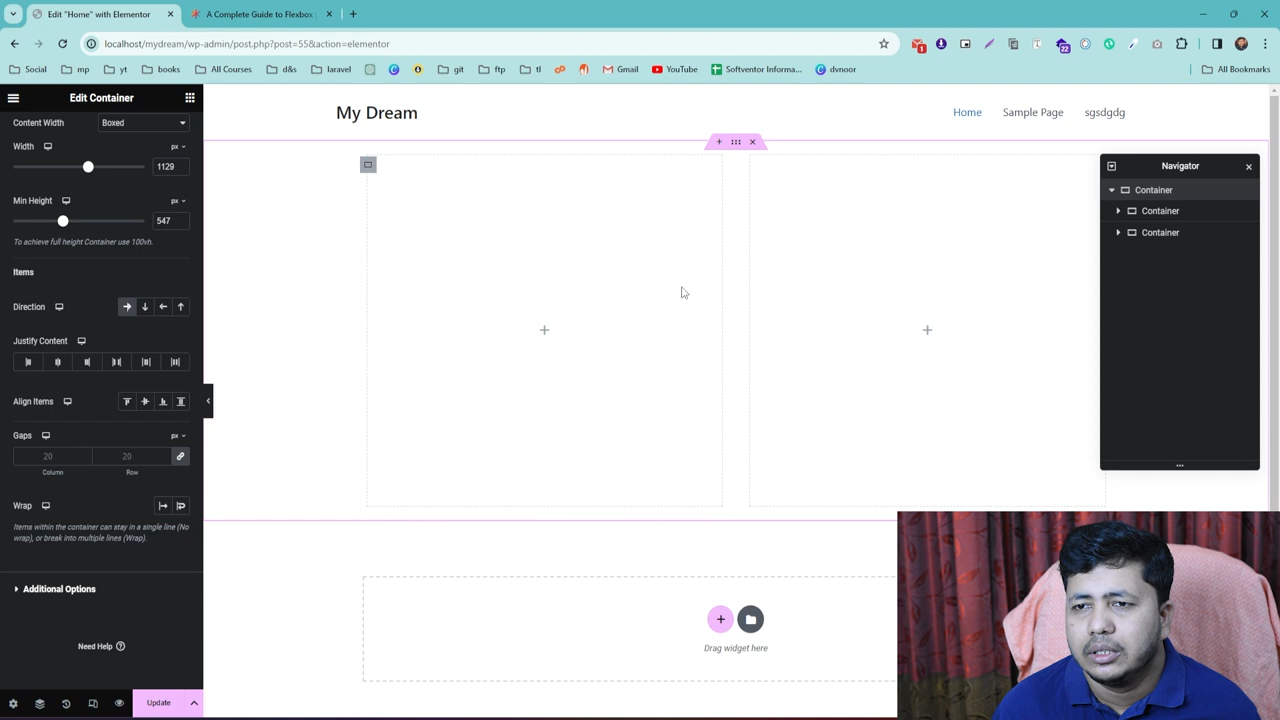 Edit "Home" with Elementor
A Complete Guide to Flexbox
localhost/mydream/wp-admin/post.php?post=55&action=elementor
1
22
Social
mp
yt
books
All Courses
d&s
laravel
git
ftp
tl
Gmail
YouTube
Softventor Informa...
dvnoor
All Bookmarks
Edit Container
Content Width
Boxed
Width
px
1129
Min Height
px
547
To achieve full height Container use 100vh.
Items
Direction
Justify Content
Align Items
Gaps
px
20
20
Column
Row
Wrap
Items within the container can stay in a single line (No
wrap), or break into multiple lines (Wrap).
Additional Options
Need Help
Update
My Dream
Home
Sample Page
sgsdgdg
Navigator
Container
Container
Container
Drag widget here